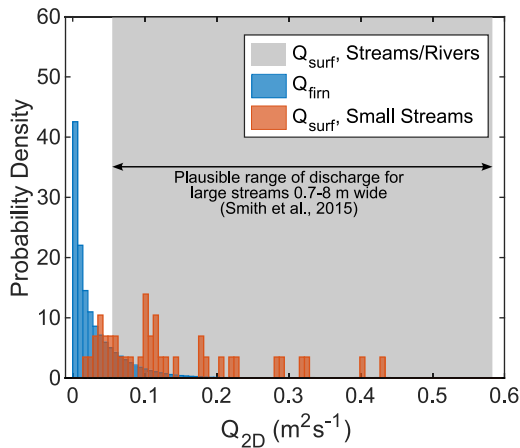 60
50
40
30
20
10
0
Probability Density
Q_surf, Streams/Rivers
Q_firn
Q_surf, Small Streams
Plausible range of discharge for
large streams 0.7-8 m wide
(Smith et al., 2015)
0 0.1 0.2 0.3 0.4 0.5 0.6
Q_2D (m²s⁻¹)